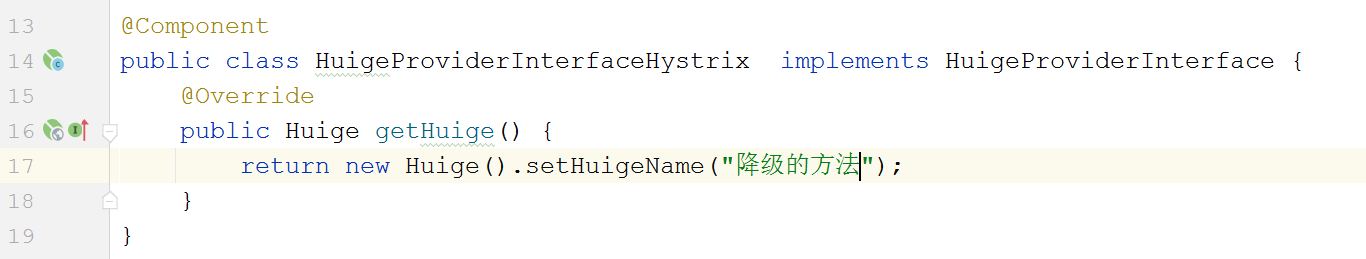 13 @Component
14 public class HuigeProviderInterfaceHystrix  implements HuigeProviderInterface {
15     @Override
16     public Huige getHuige() {
17         return new Huige().setHuigeName("降级的方法");
18     }
19 }